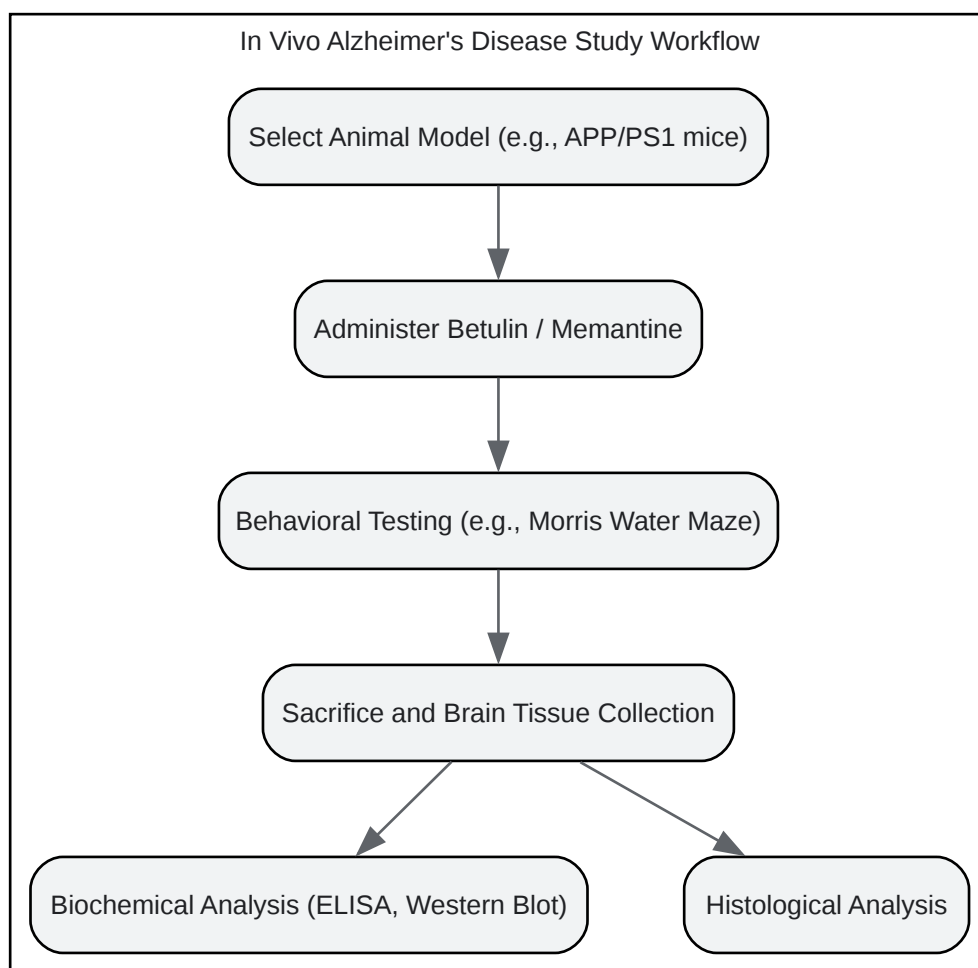 In Vivo Alzheimer's Disease Study Workflow
Select Animal Model (e.g., APP/PS1 mice)
Administer Betulin / Memantine
Behavioral Testing (e.g., Morris Water Maze)
Sacrifice and Brain Tissue Collection
Biochemical Analysis (ELISA, Western Blot)
Histological Analysis